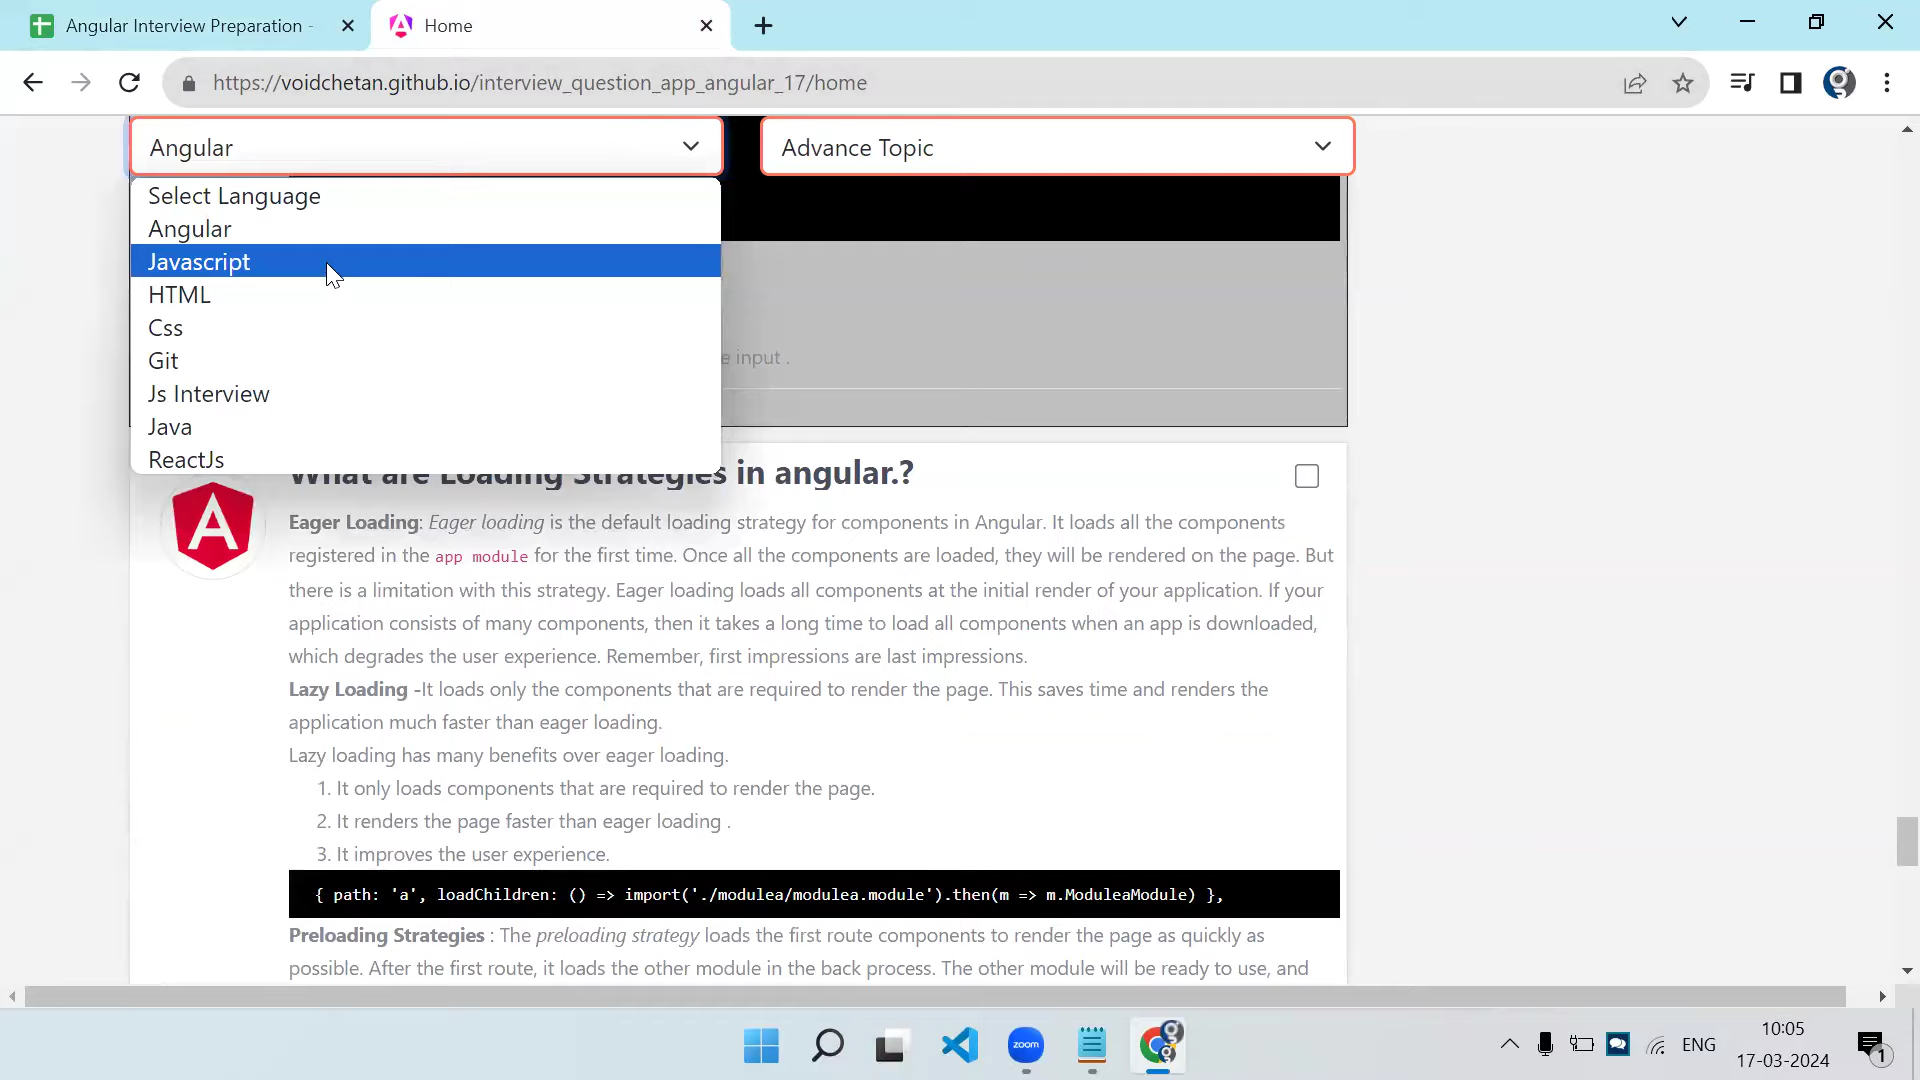 Angular Interview Preparation -
Home
https://voidchetan.github.io/interview_question_app_angular_17/home
Angular
Advance Topic
Select Language
Angular
Javascript
HTML
Css
Git
Js Interview
Java
ReactJs
e input .
What are Loading Strategies in angular.?
Eager Loading: Eager loading is the default loading strategy for components in Angular. It loads all the components
registered in the app module for the first time. Once all the components are loaded, they will be rendered on the page. But
there is a limitation with this strategy. Eager loading loads all components at the initial render of your application. If your
application consists of many components, then it takes a long time to load all components when an app is downloaded,
which degrades the user experience. Remember, first impressions are last impressions.
Lazy Loading -It loads only the components that are required to render the page. This saves time and renders the
application much faster than eager loading.
Lazy loading has many benefits over eager loading.
1. It only loads components that are required to render the page.
2. It renders the page faster than eager loading .
3. It improves the user experience.
{ path: 'a', loadChildren: () => import('./modulea/modulea.module').then(m => m.ModuleaModule) },
Preloading Strategies : The preloading strategy loads the first route components to render the page as quickly as
possible. After the first route, it loads the other module in the back process. The other module will be ready to use, and
zoom
ENG
10:05
17-03-2024
1